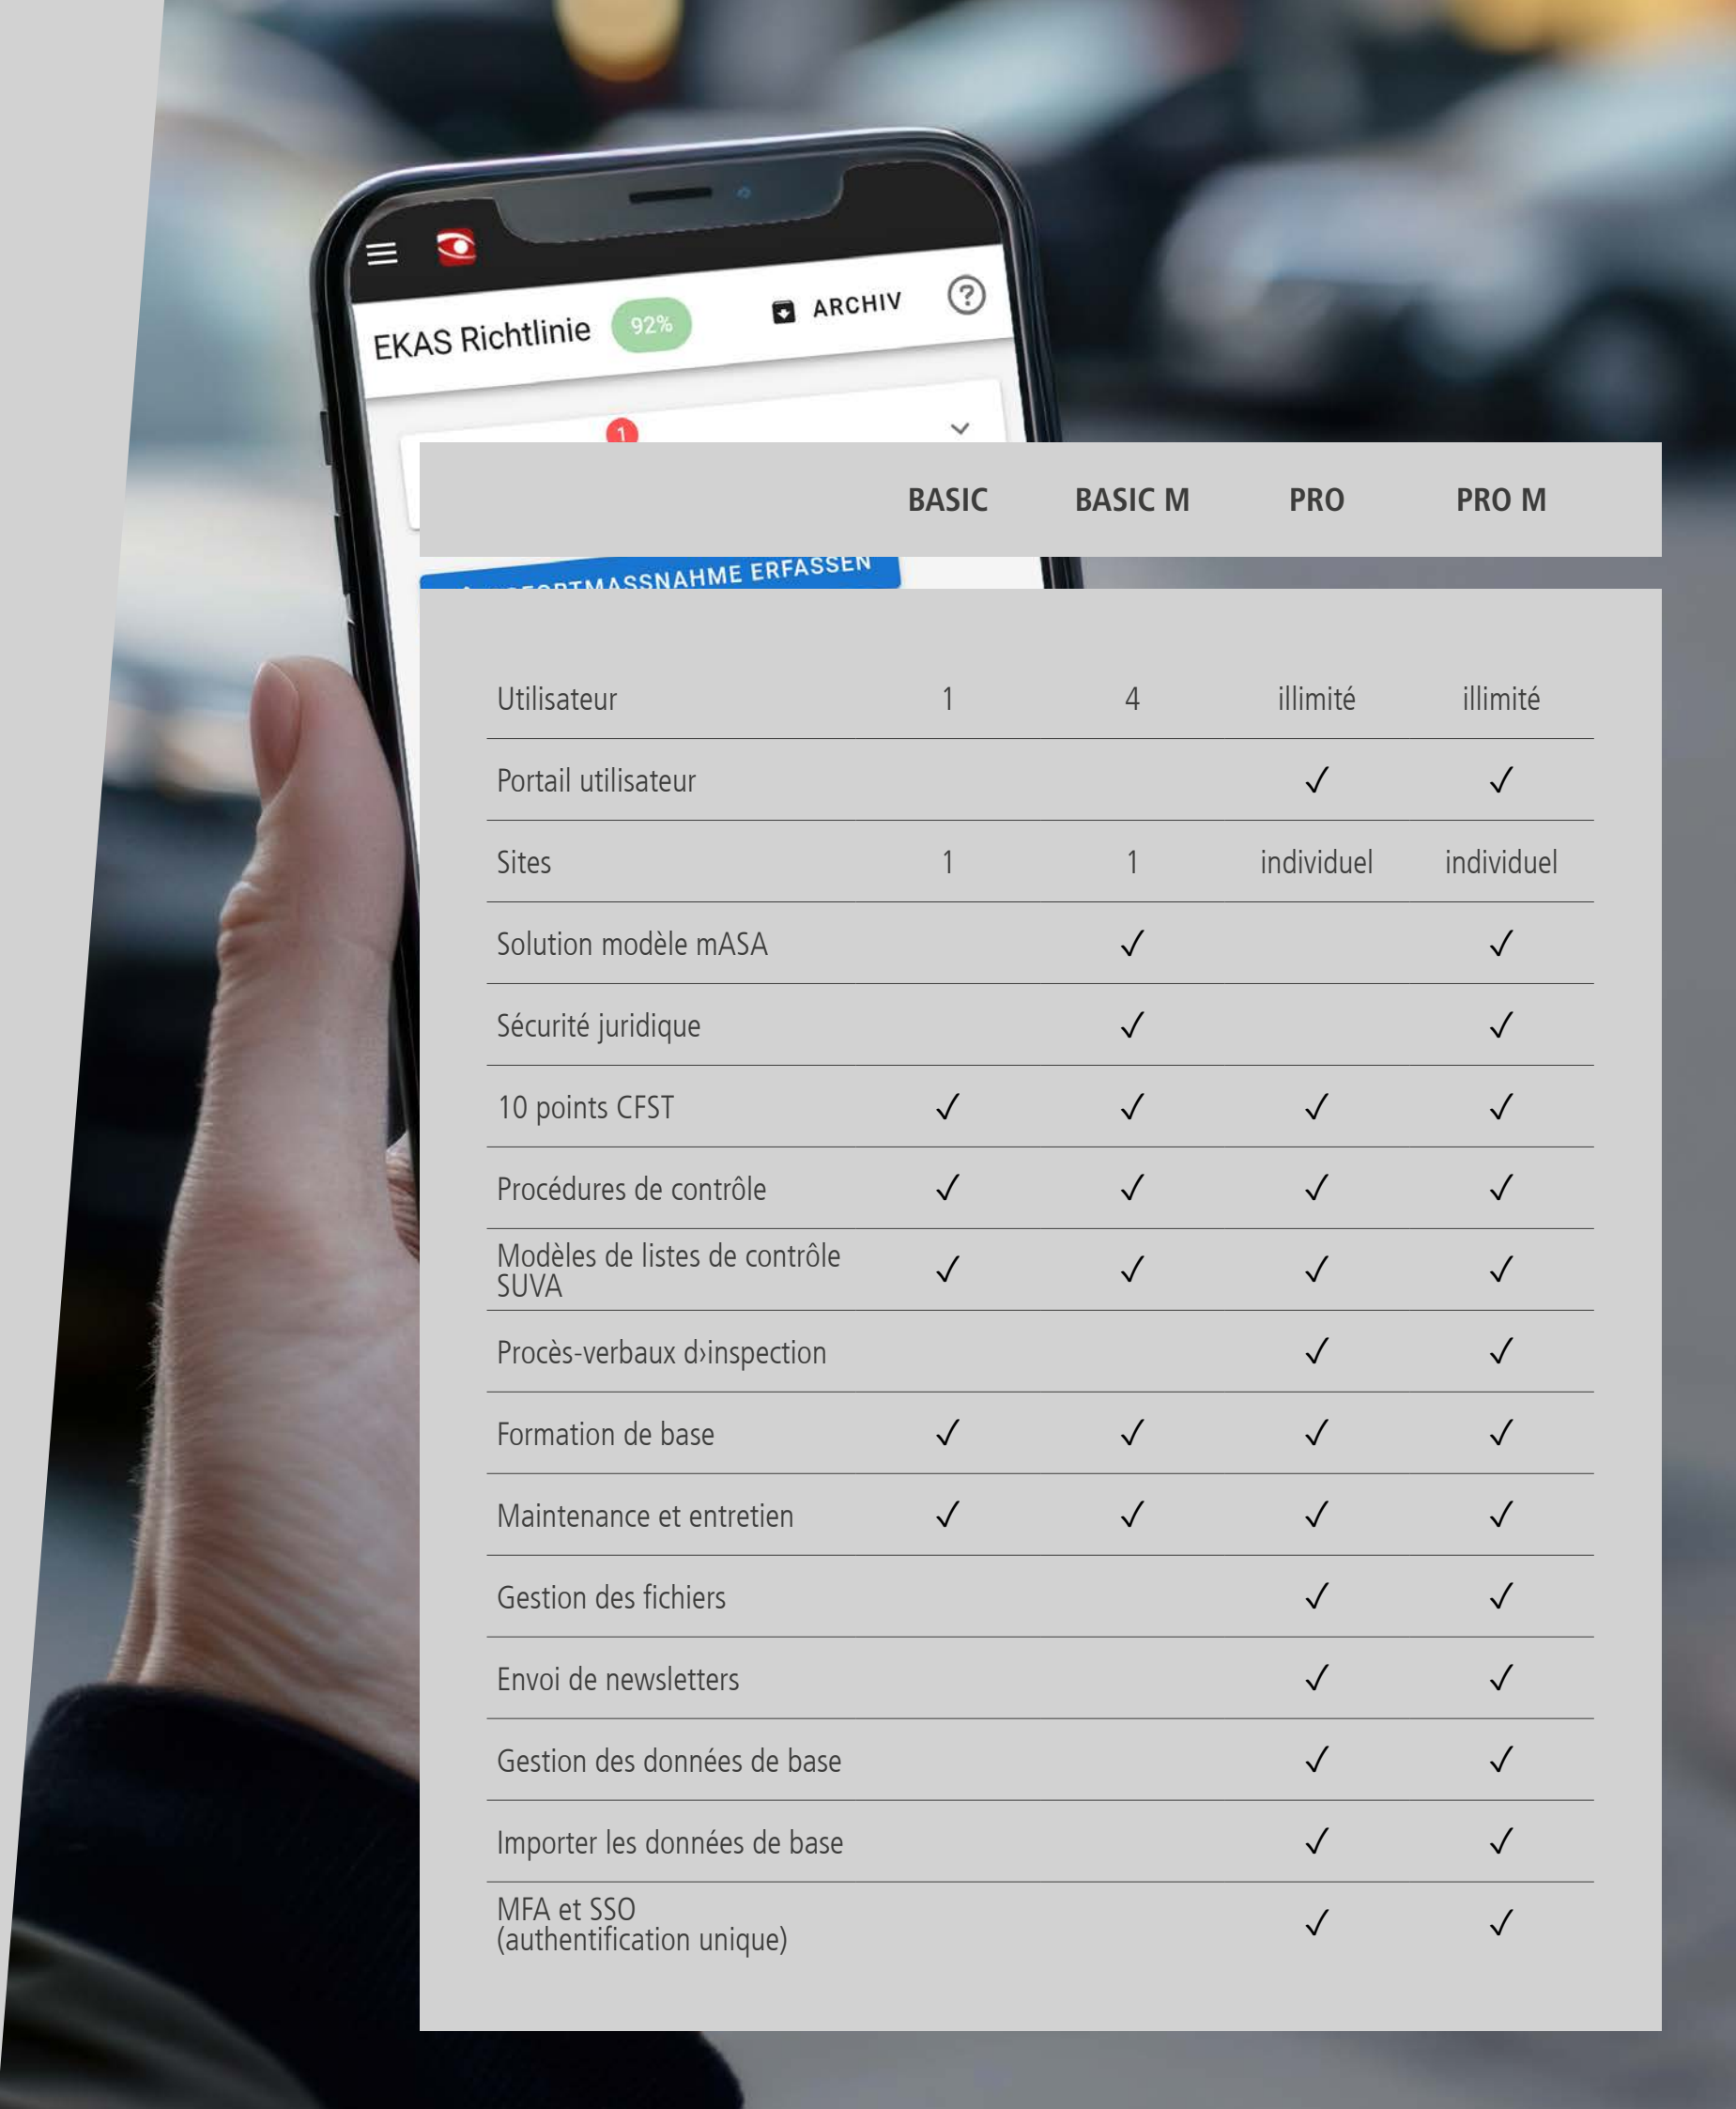 EKAS Richtlinie 92% ARCHIV ?
1
BASIC BASIC M PRO PRO M
MASSNAHME ERFASSEN
Utilisateur 1 4 illimité illimité
Portail utilisateur ✓ ✓
Sites 1 1 individuel individuel
Solution modèle mASA ✓ ✓
Sécurité juridique ✓ ✓
10 points CFST ✓ ✓ ✓ ✓
Procédures de contrôle ✓ ✓ ✓ ✓
Modèles de listes de contrôle
SUVA ✓ ✓ ✓ ✓
Procès-verbaux d›inspection ✓ ✓
Formation de base ✓ ✓ ✓ ✓
Maintenance et entretien ✓ ✓ ✓ ✓
Gestion des fichiers ✓ ✓
Envoi de newsletters ✓ ✓
Gestion des données de base ✓ ✓
Importer les données de base ✓ ✓
MFA et SSO
(authentification unique) ✓ ✓